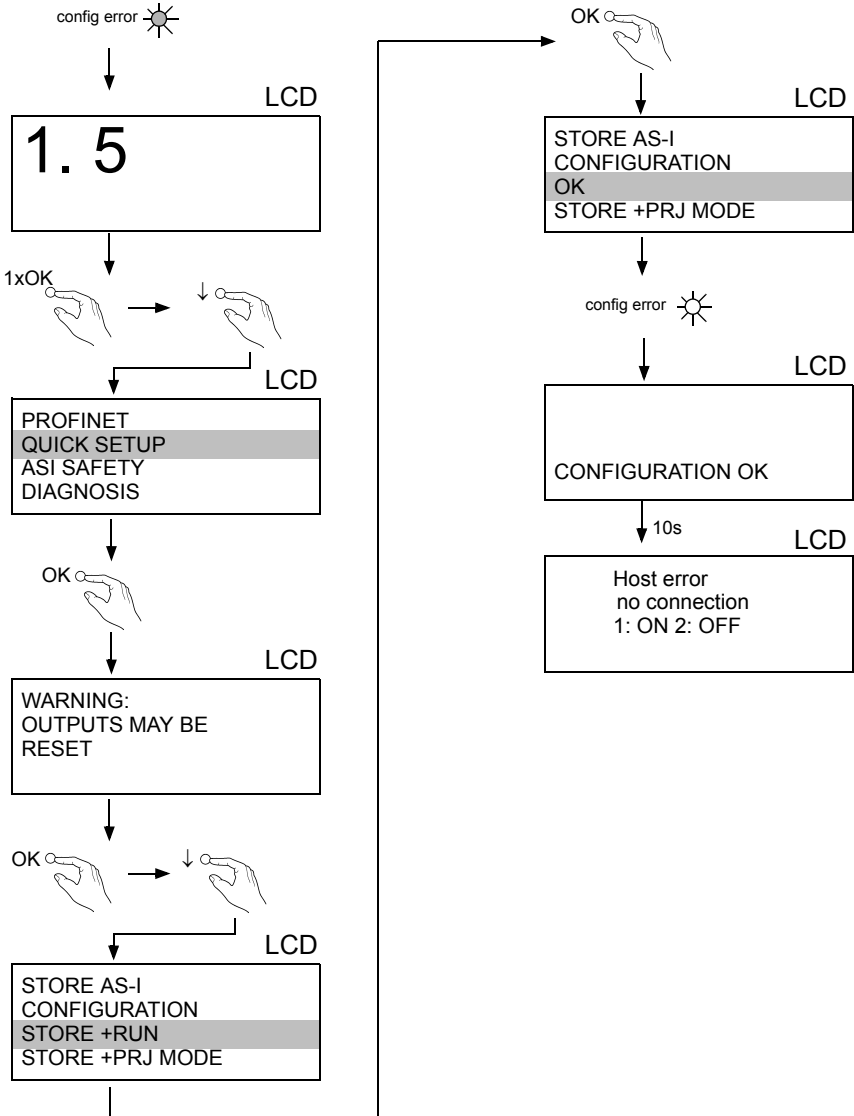 config error
LCD
1. 5
1xOK
↓
LCD
PROFINET
QUICK SETUP
ASI SAFETY
DIAGNOSIS
OK
LCD
WARNING:
OUTPUTS MAY BE
RESET
OK
↓
LCD
STORE AS-I
CONFIGURATION
STORE +RUN
STORE +PRJ MODE
OK
LCD
STORE AS-I
CONFIGURATION
OK
STORE +PRJ MODE
config error
LCD
CONFIGURATION OK
10s
LCD
Host error
no connection
1: ON 2: OFF